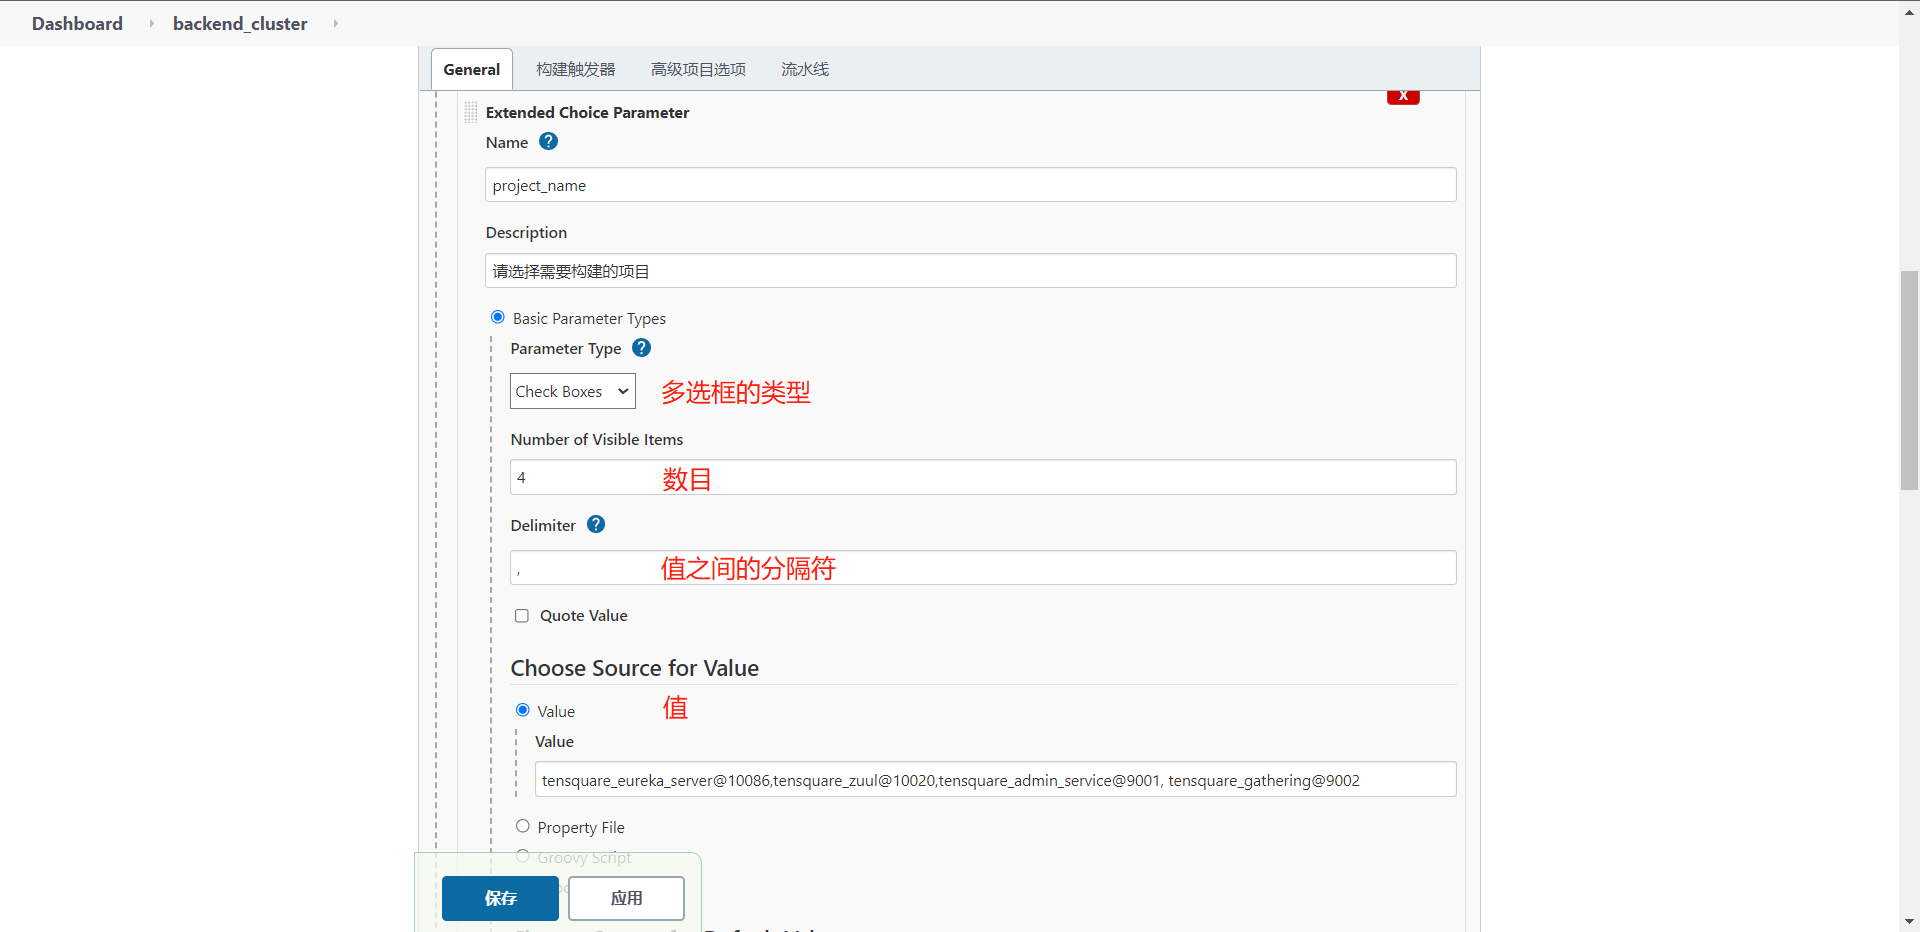 Dashboard backend_cluster
General 构建触发器 高级项目选项 流水线
X
Extended Choice Parameter
Name ?
project_name
Description
请选择需要构建的项目
Basic Parameter Types
Parameter Type ?
Check Boxes 多选框的类型
Number of Visible Items
4 数目
Delimiter ?
, 值之间的分隔符
Quote Value
Choose Source for Value
Value 值
Value
tensquare_eureka_server@10086,tensquare_zuul@10020,tensquare_admin_service@9001, tensquare_gathering@9002
Property File
Groovy Script
保存 应用